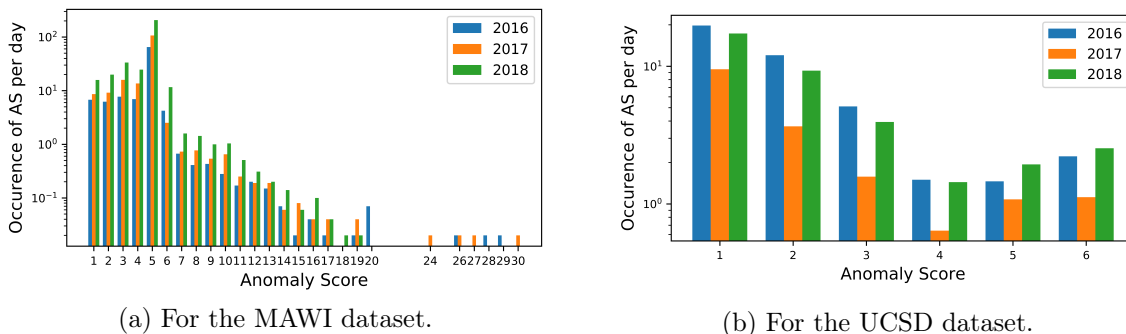 Occurence of AS per day
10²
10¹
10⁰
10⁻¹
2016
2017
2018
1 2 3 4 5 6 7 8 9 10 11 12 13 14 15 16 17 18 19 20 24 26 27 28 29 30
Anomaly Score
(a) For the MAWI dataset.
Occurence of AS per day
10¹
10⁰
2016
2017
2018
1 2 3 4 5 6
Anomaly Score
(b) For the UCSD dataset.